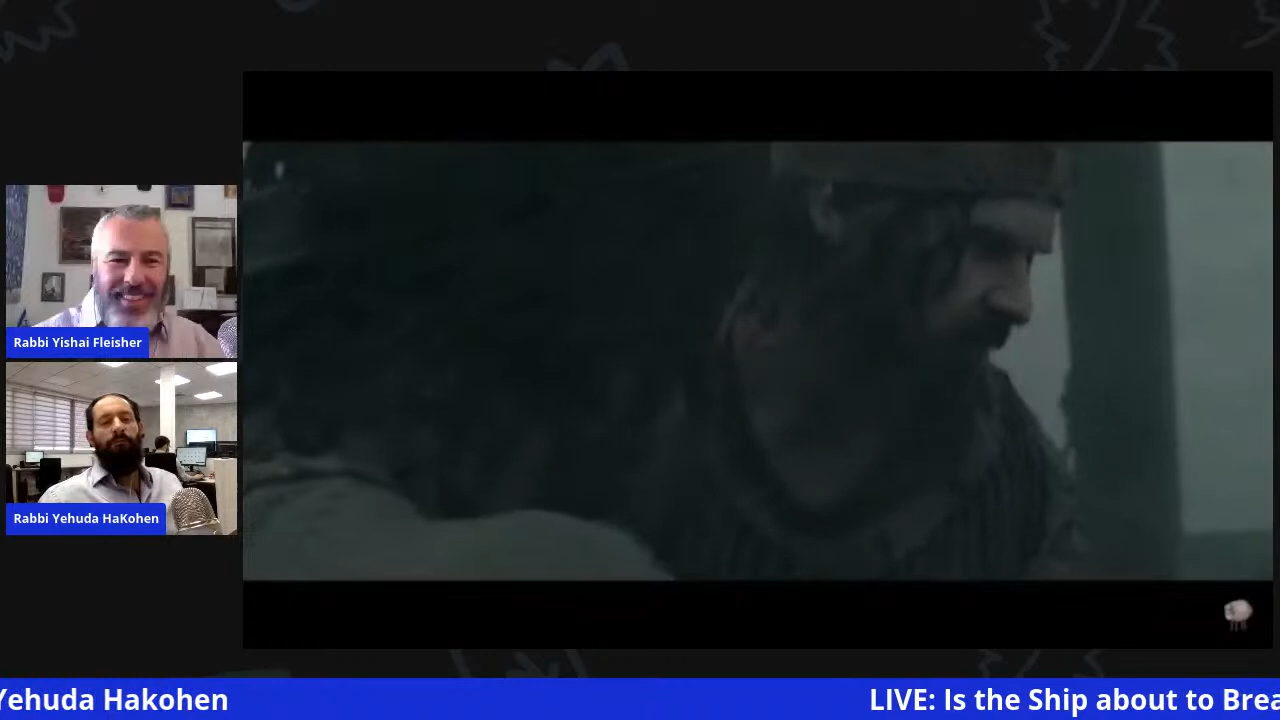 Rabbi Yishai Fleisher
Rabbi Yehuda HaKohen
Yehuda Hakohen
LIVE: Is the Ship about to Brea